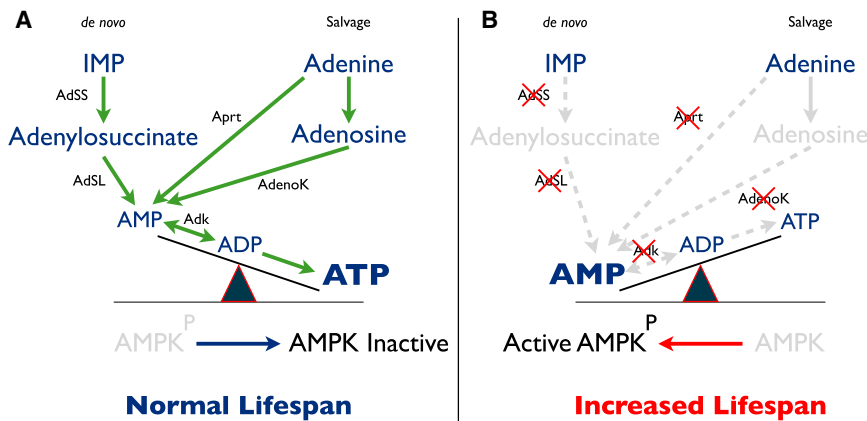 A
de novo
Salvage
IMP
Adenine
AdSS
Aprt
Adenylosuccinate
Adenosine
AdSL
AdenoK
AMP
Adk
ADP
ATP
P
AMPK
AMPK Inactive
Normal Lifespan
B
de novo
Salvage
IMP
Adenine
AdSS
Aprt
Adenylosuccinate
Adenosine
AdSL
AdenoK
ATP
Adk
ADP
AMP
P
Active AMPK
AMPK
Increased Lifespan